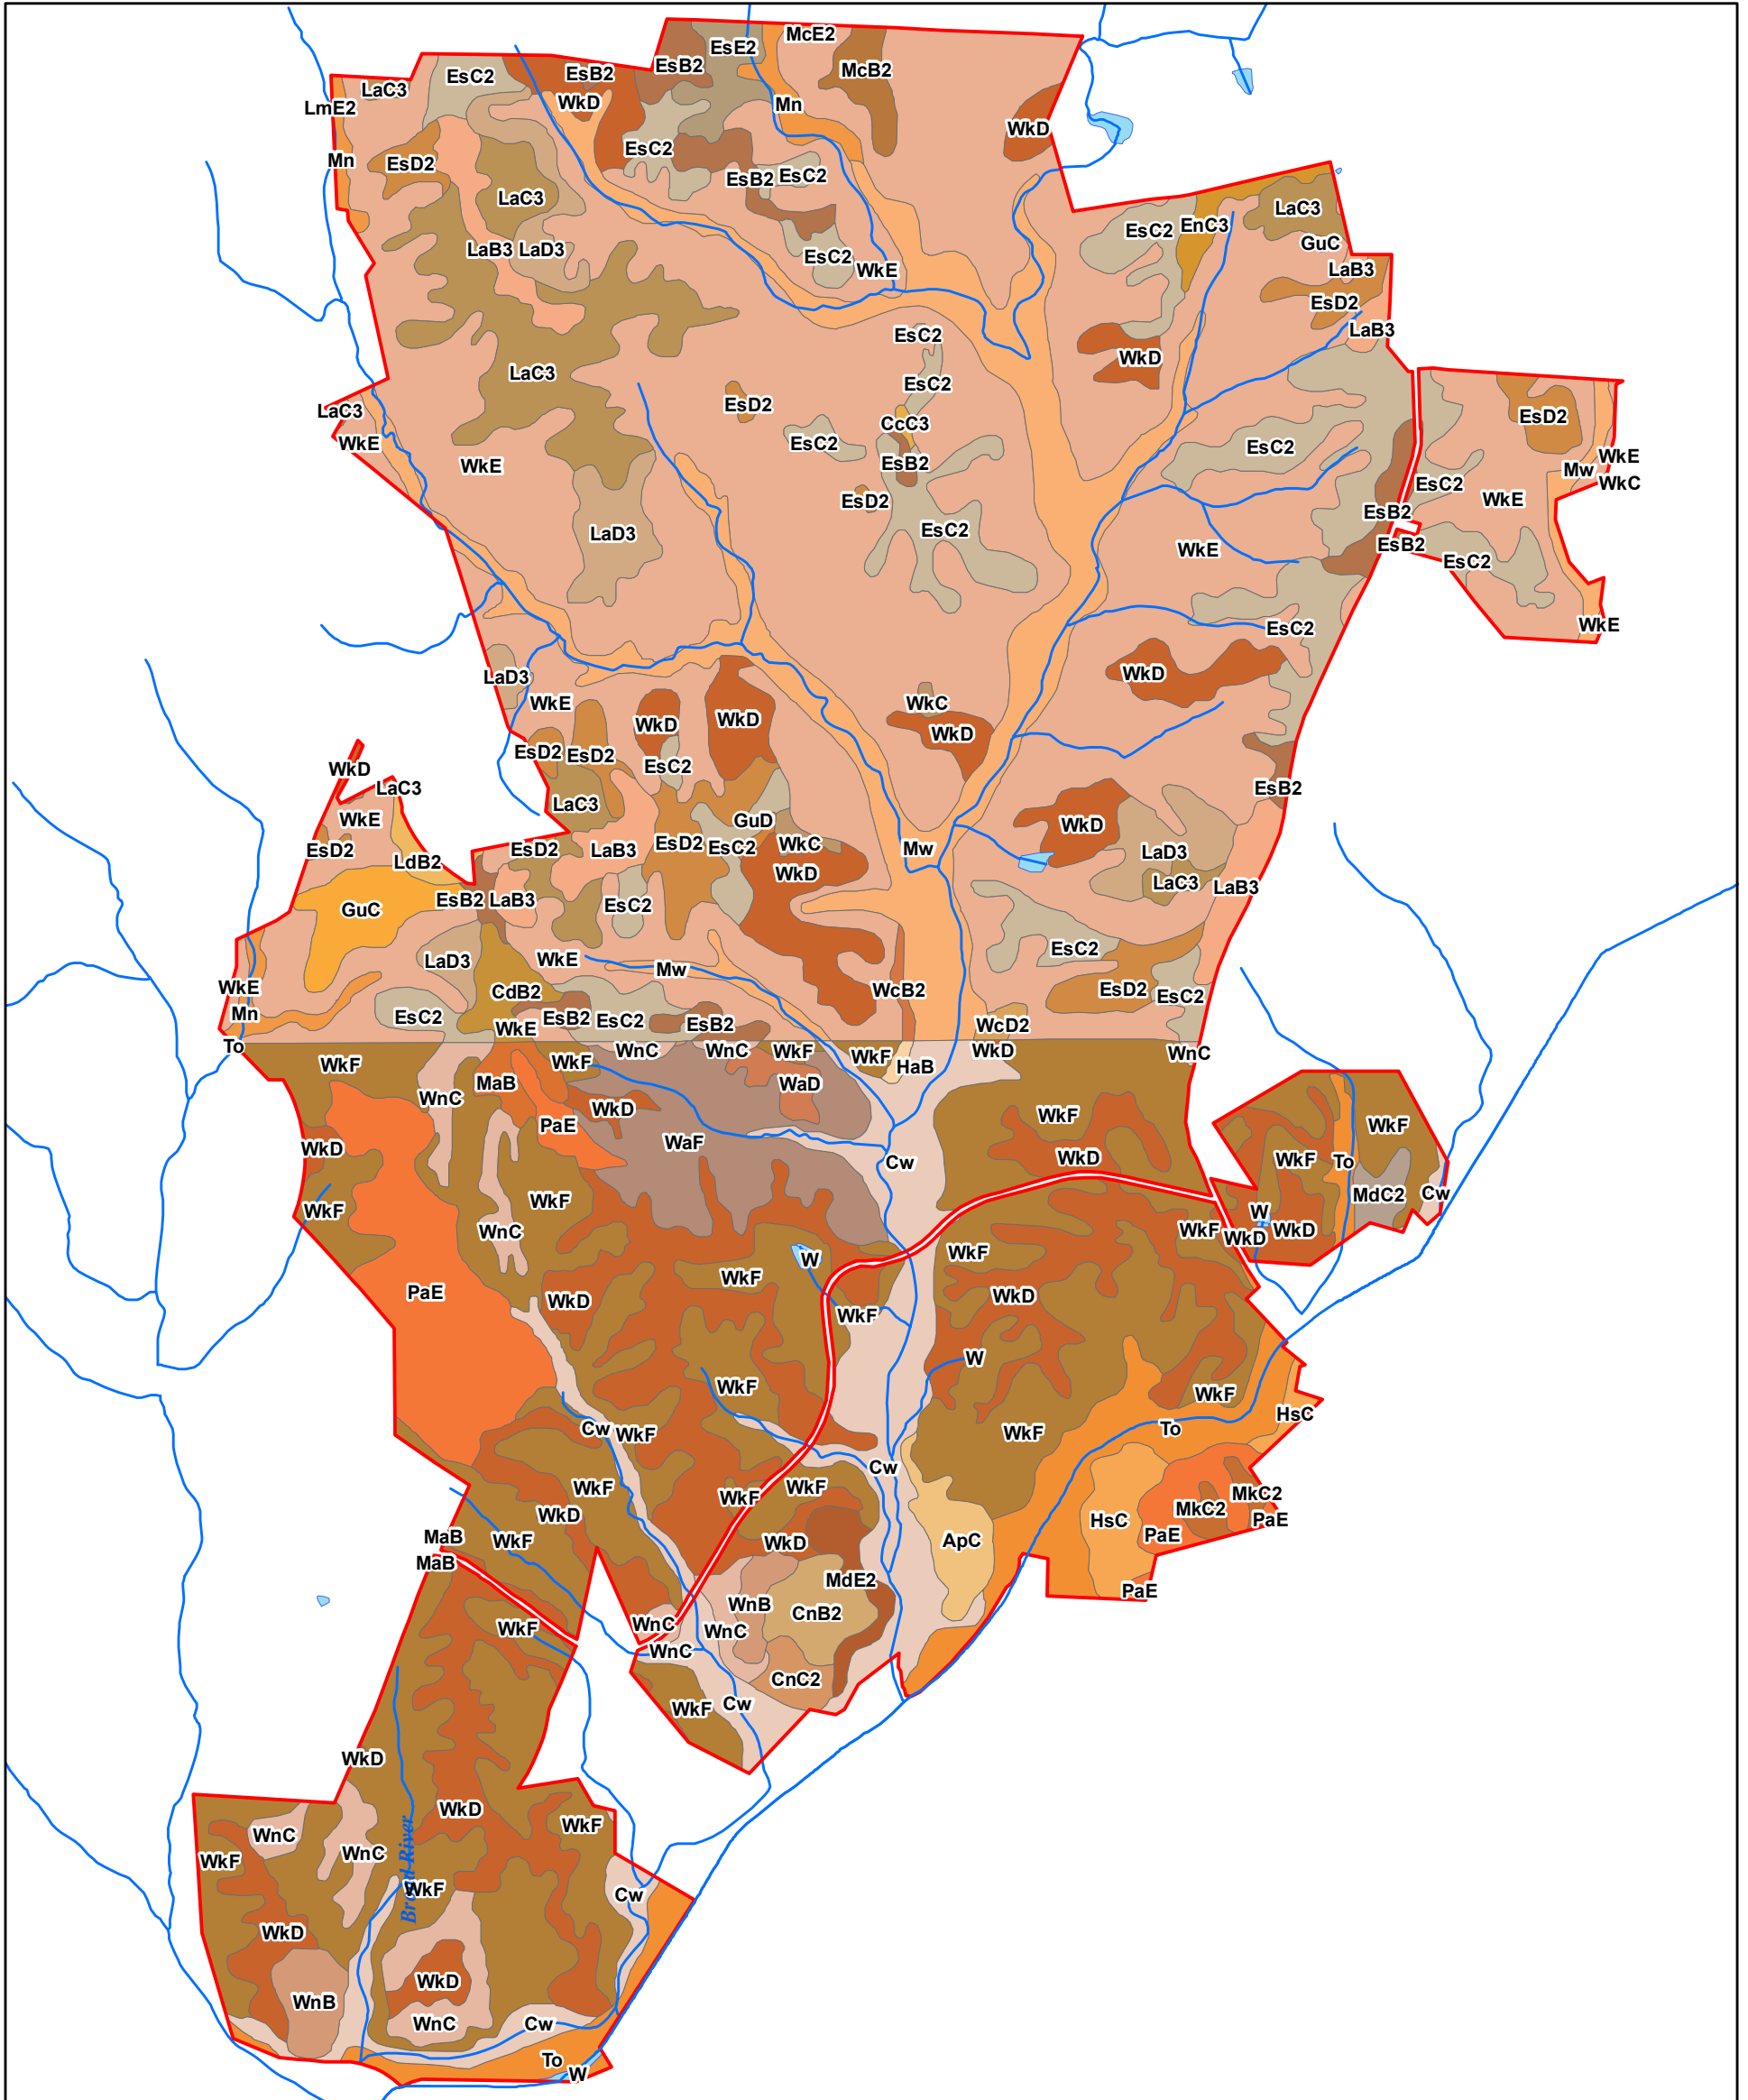 McE2
EsE2
EsC2
EsB2
EsB2
McB2
LaC3
LmE2
WkD
Mn
WkD
EsC2
Mn
EsD2
EsB2
EsC2
LaC3
LaC3
EsC2
EnC3
GuC
LaB3
LaD3
EsC2
WkE
LaB3
EsD2
LaB3
EsC2
WkD
LaC3
EsC2
EsD2
LaC3
EsD2
CcC3
WkE
EsC2
EsC2
WkE
EsB2
WkE
Mw
WkC
EsC2
WkE
EsD2
EsB2
EsC2
LaD3
EsB2
WkE
EsC2
WkE
EsC2
LaD3
WkD
WkE
WkC
WkD
WkD
WkD
EsD2
EsD2
EsC2
WkD
LaC3
EsB2
LaC3
WkE
GuD
WkD
EsD2
EsD2
LaB3
EsD2
EsC2
WkC
Mw
LdB2
LaD3
WkD
LaC3
LaB3
EsB2
LaB3
EsC2
GuC
EsC2
LaD3
WkE
Mw
WkE
CdB2
WcB2
EsD2
EsC2
Mn
EsC2
EsB2
EsC2
EsB2
WkE
WcD2
To
WkF
WkF
WnC
WnC
WkF
WkF
HaB
WkD
WnC
MaB
WaD
WnC
WkD
WkF
PaE
WkF
WkD
WaF
Cw
WkD
WkF
To
MdC2
Cw
WkF
WkF
W
WnC
WkF
WkD
WkD
W
WkF
WkF
PaE
WkD
WkD
WkF
W
WkF
WkF
HsC
Cw
WkF
WkF
To
Cw
WkF
WkF
WkF
MkC2
MkC2
WkD
HsC
PaE
PaE
MaB
WkF
WkD
ApC
MaB
MdE2
PaE
WnB
CnB2
WkF
WnC
WnC
WnC
CnC2
Cw
WkF
WkD
WkD
WkF
WnC
WnC
WkF
Broad River
WkF
Cw
WkD
WkD
WnB
WnC
Cw
To
W